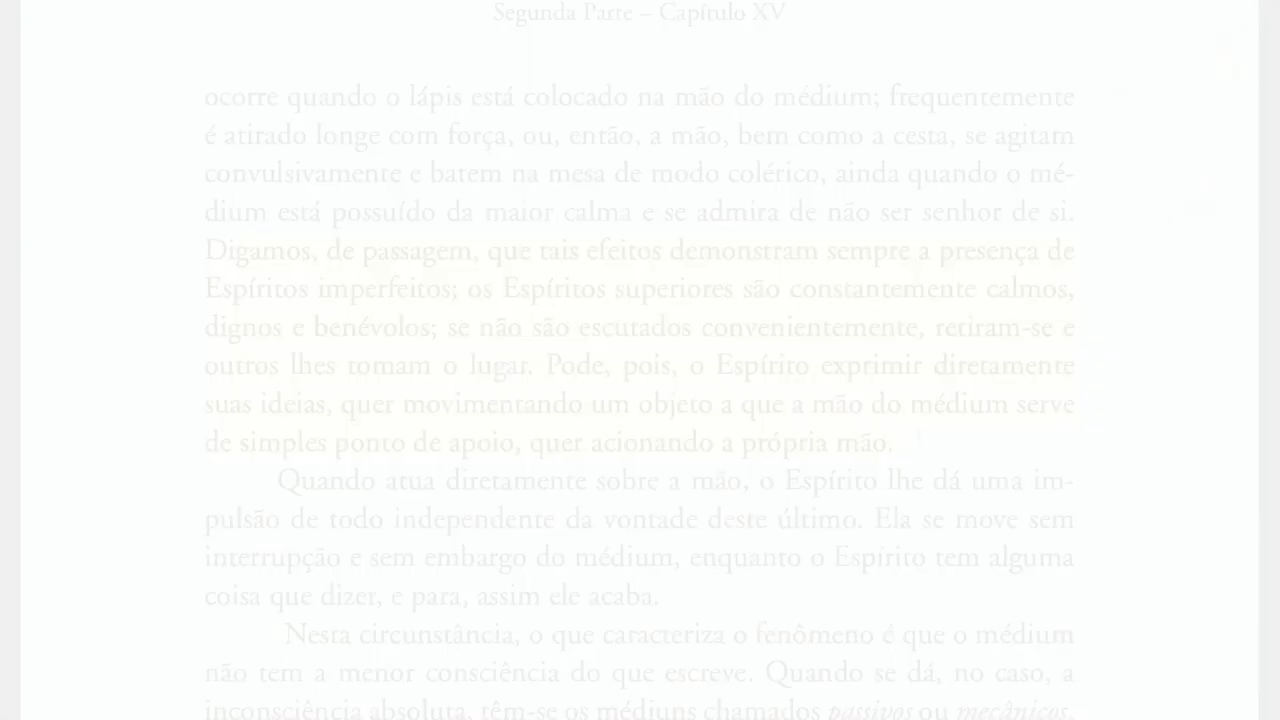 Segunda Parte – Capítulo XV
ocorre quando o lápis está colocado na mão do médium; frequentemente
é atirado longe com força, ou, então, a mão, bem como a cesta, se agitam
convulsivamente e batem na mesa de modo colérico, ainda quando o mé-
dium está possuído da maior calma e se admira de não ser senhor de si.
Digamos, de passagem, que tais efeitos demonstram sempre a presença de
Espíritos imperfeitos; os Espíritos superiores são constantemente calmos,
dignos e benévolos; se não são escutados convenientemente, retiram-se e
outros lhes tomam o lugar. Pode, pois, o Espírito exprimir diretamente
suas ideias, quer movimentando um objeto a que a mão do médium serve
de simples ponto de apoio, quer acionando a própria mão.
Quando atua diretamente sobre a mão, o Espírito lhe dá uma im-
pulsão de todo independente da vontade deste último. Ela se move sem
interrupção e sem embargo do médium, enquanto o Espírito tem alguma
coisa que dizer, e para, assim ele acaba.
Nesta circunstância, o que caracteriza o fenômeno é que o médium
não tem a menor consciência do que escreve. Quando se dá, no caso, a
inconsciência absoluta, têm-se os médiuns chamados passivos ou mecânicos.